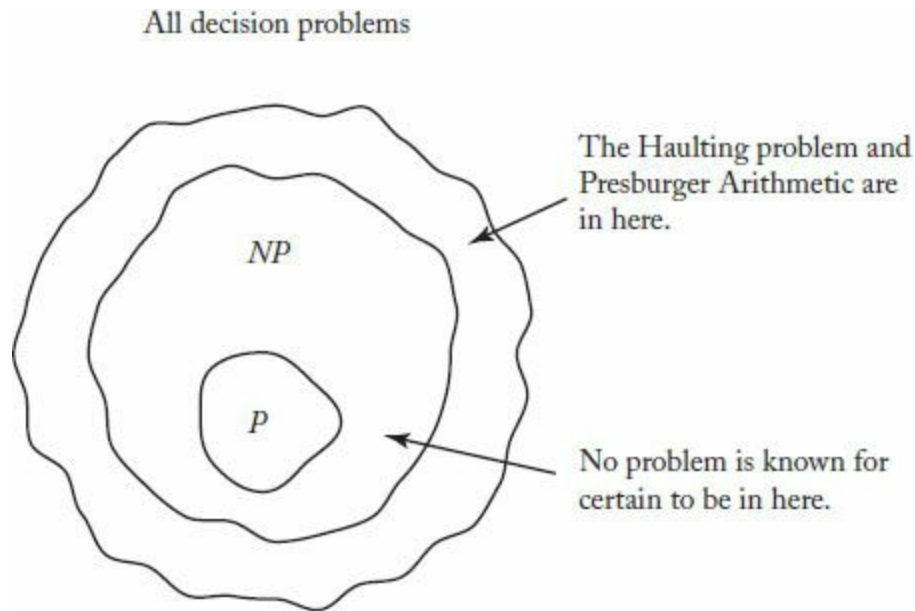 All decision problems
The Haulting problem and
Presburger Arithmetic are
in here.
NP
P
No problem is known for
certain to be in here.